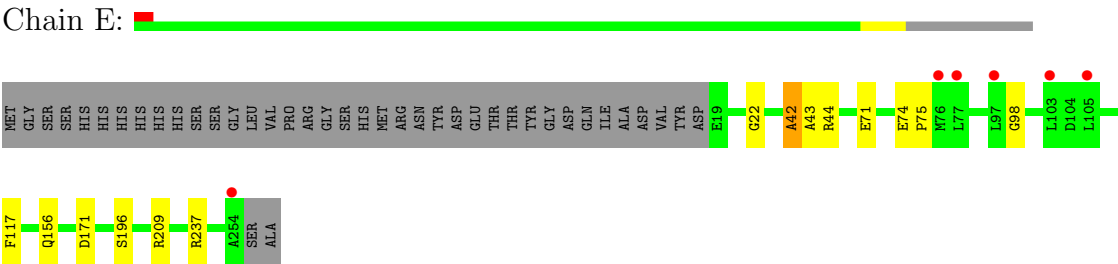 Chain E:
MET GLY SER SER HIS HIS HIS HIS HIS HIS SER SER GLY LEU VAL PRO ARG GLY SER HIS MET ARG ASN TYR ASP GLU THR THR TYR GLY ASP GLN ILE ALA ASP VAL TYR ASP E19 G22 A42 A43 R44 E71 E74 P75 M76 L77 L97 G98 L103 D104 L105
F117 Q156 D171 S196 R209 R237 A254 SER ALA